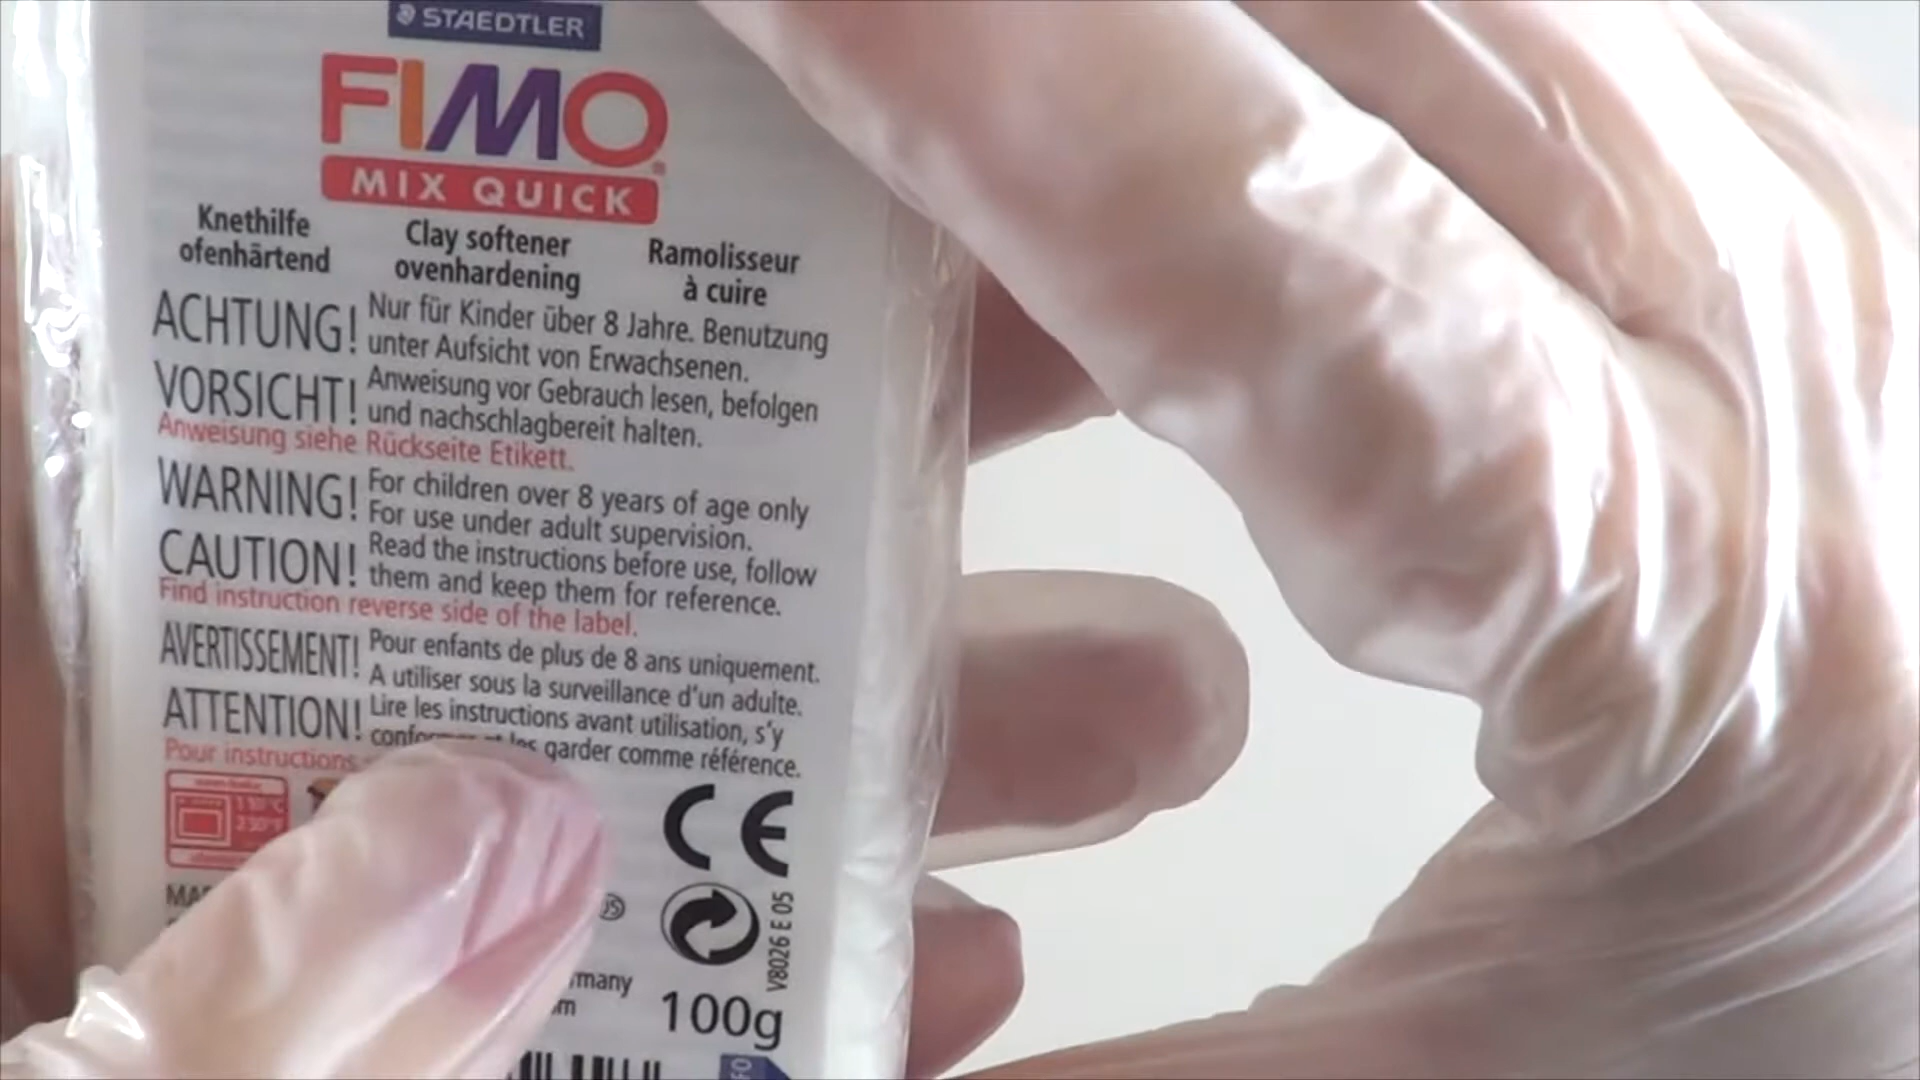 STAEDTLER
FIMO
MIX QUICK
Knethilfe
ofenhärtend
Clay softener
ovenhardening
Ramolisseur
à cuire
ACHTUNG! Nur für Kinder über 8 Jahre. Benutzung
unter Aufsicht von Erwachsenen.
VORSICHT! Anweisung vor Gebrauch lesen, befolgen
und nachschlagbereit halten.
Anweisung siehe Rückseite Etikett.
WARNING! For children over 8 years of age only
For use under adult supervision.
CAUTION! Read the instructions before use, follow
them and keep them for reference.
Find instruction reverse side of the label.
AVERTISSEMENT! Pour enfants de plus de 8 ans uniquement.
A utiliser sous la surveillance d'un adulte.
ATTENTION! Lire les instructions avant utilisation, s'y
les garder comme référence.
Pour instructions
110°C
230°F
CE
V8026 E 05
100g